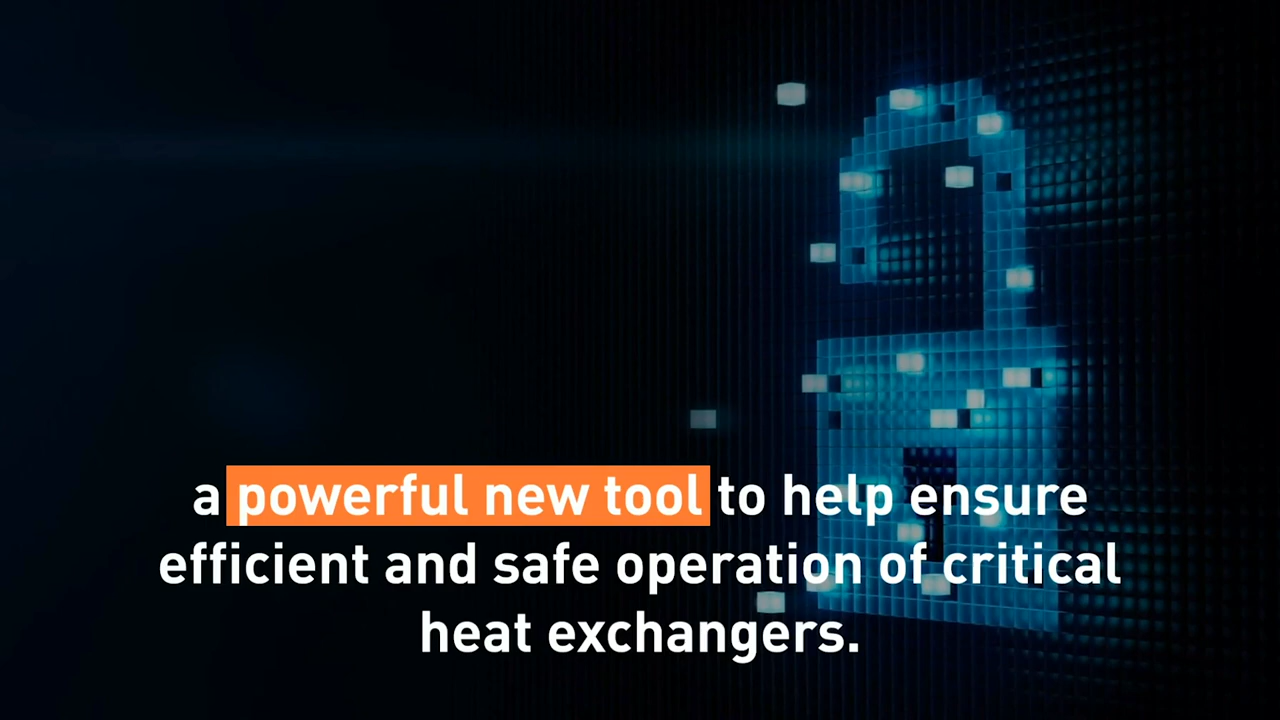 a powerful new tool to help ensure
efficient and safe operation of critical
heat exchangers.